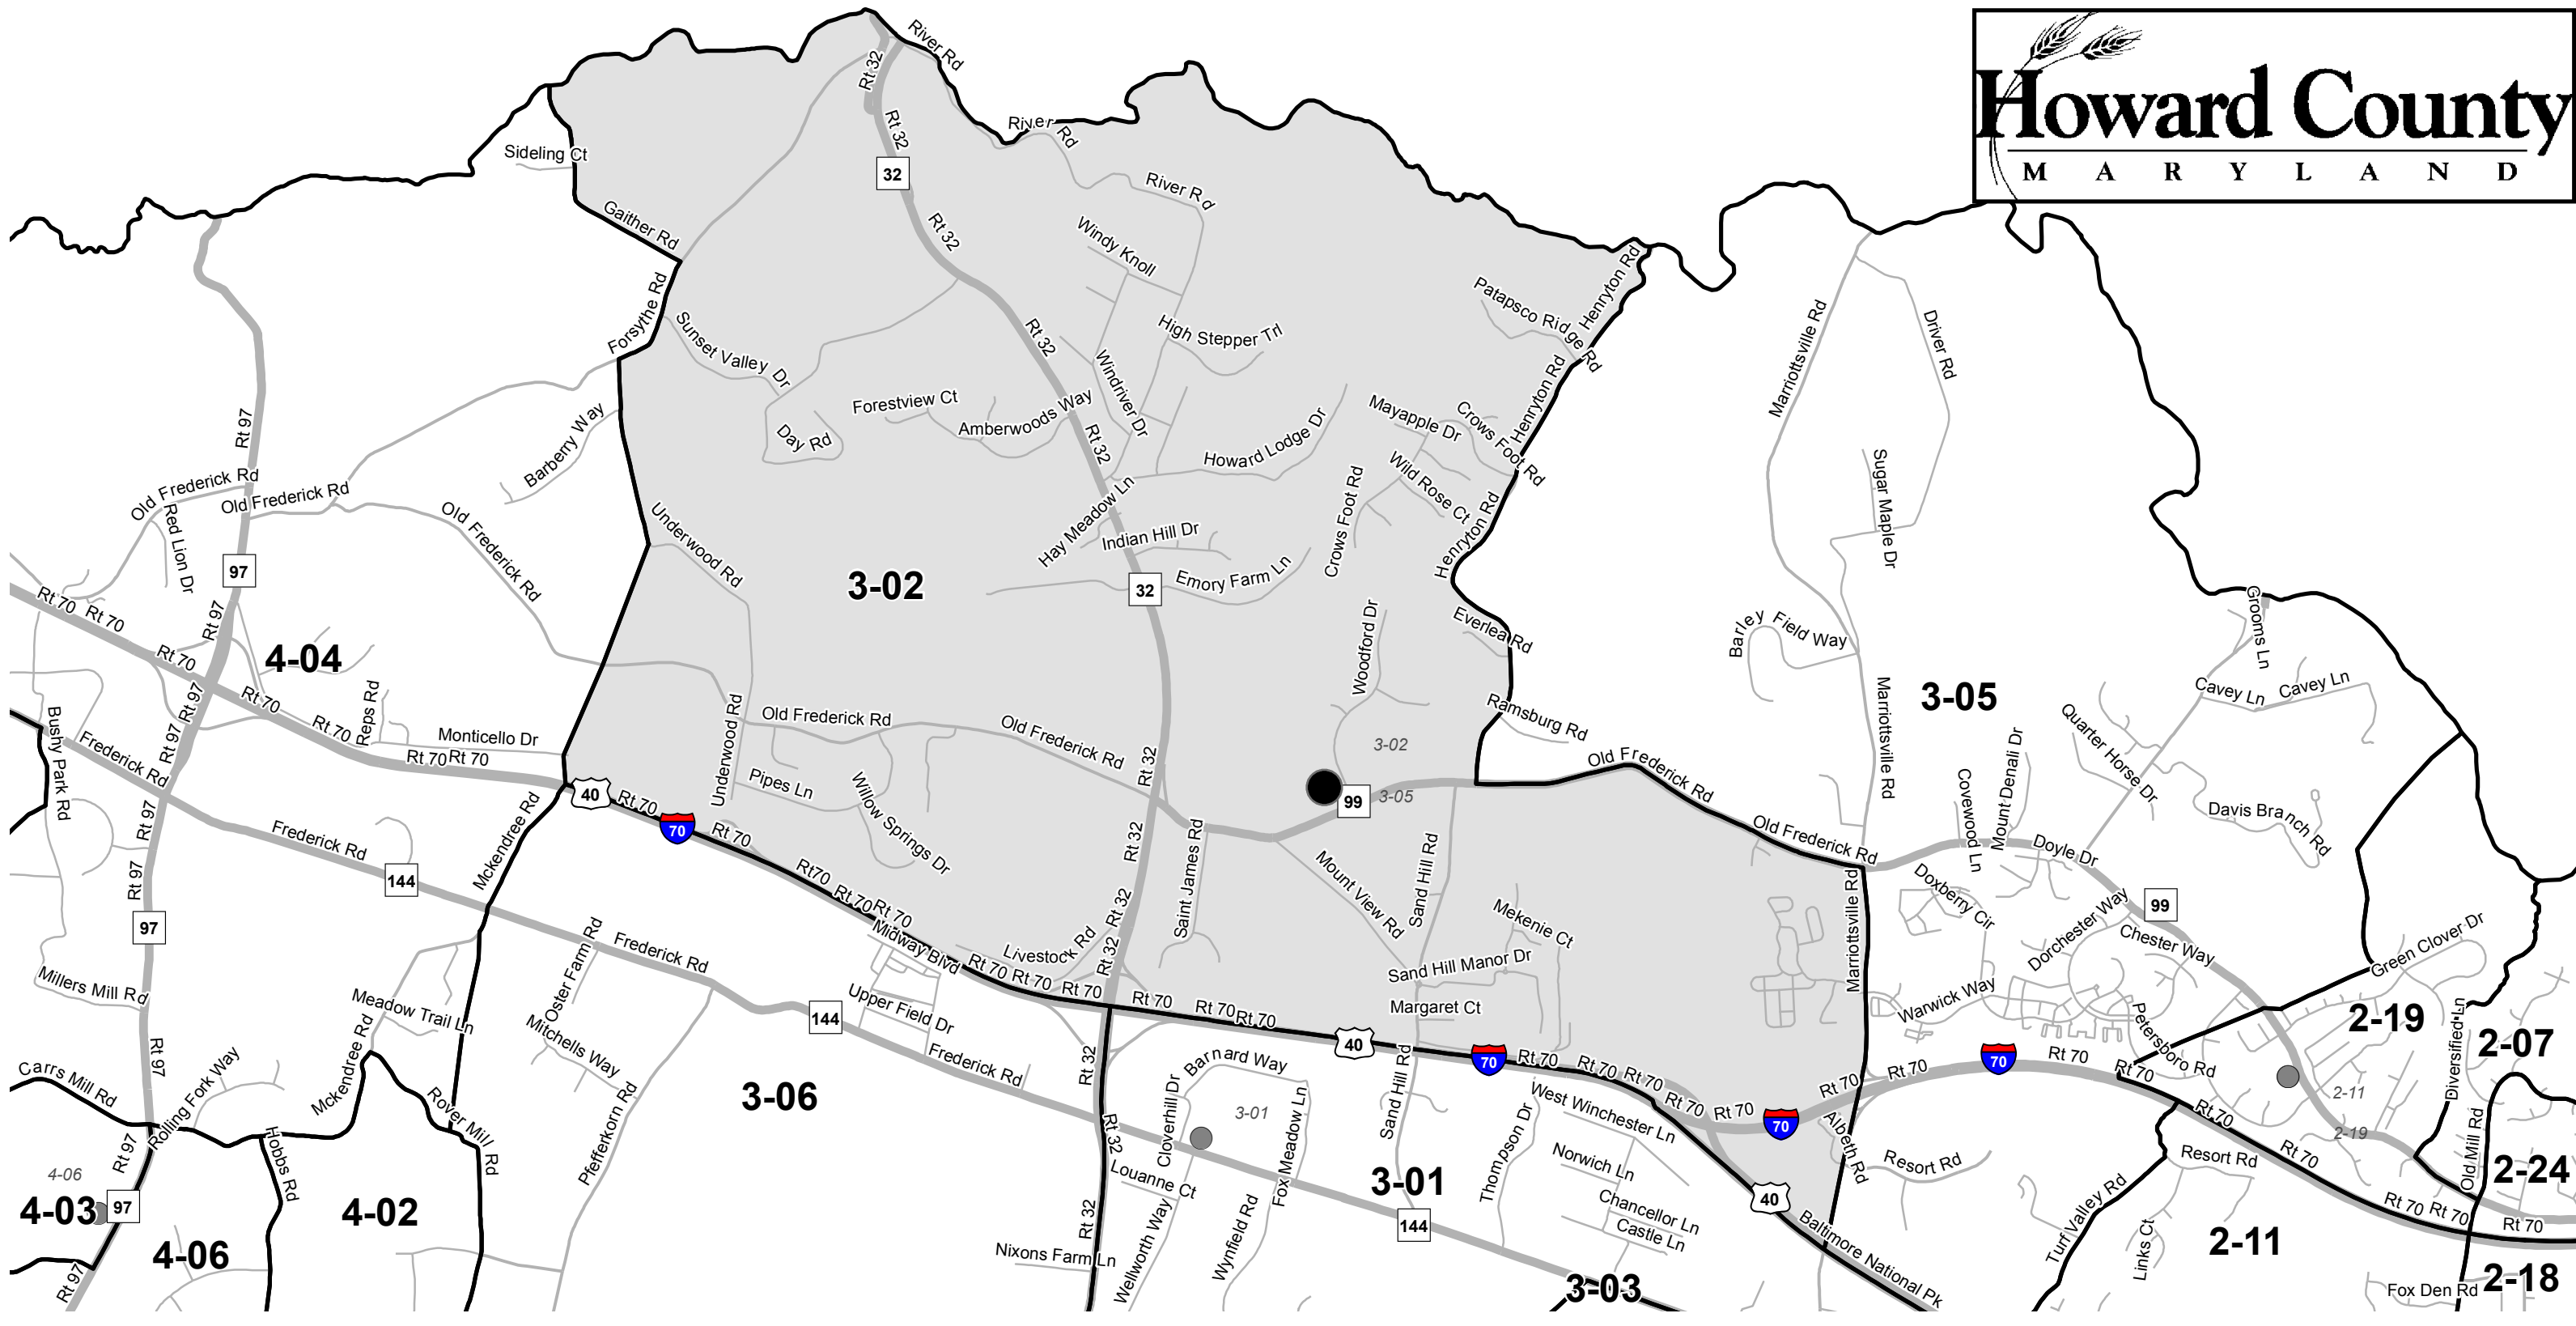 Howard County
MARYLAND
River Rd
Rt 32
Rt 32
River Rd
Sideling Ct
32
River Rd
Gaither Rd
Rt 32
Windy Knoll
Henryton Rd
Patapsco Ridge Rd
Forsythe Rd
Sunset Valley Dr
Rt 32
High Stepper Trl
Marriottsville Rd
Driver Rd
Windriver Dr
Henryton Rd
Forestview Ct
Amberwoods Way
Mayapple Dr
Crows Foot Rd
Barberry Way
Day Rd
Rt 32
Howard Lodge Dr
Rt 97
Old Frederick Rd
Old Frederick Rd
Red Lion Dr
Old Frederick Rd
Underwood Rd
Hay Meadow Ln
Indian Hill Dr
Crows Foot Rd
Wild Rose Ct
Henryton Rd
Sugar Maple Dr
97
3-02
32
Emory Farm Ln
Rt 70
Rt 70
Rt 97
Rt 70
4-04
Woodford Dr
Everlea Rd
Barley Field Way
Grooms Ln
3-05
Cavey Ln
Cavey Ln
Rt 97
Rt 70
Rt 70
Reps Rd
Monticello Dr
Rt 70
Rt 70
Underwood Rd
Old Frederick Rd
Old Frederick Rd
3-02
Ramsburg Rd
Marriottsville Rd
Quarter Horse Dr
Bushy Park Rd
Frederick Rd
Rt 97
Rt 32
Old Frederick Rd
Covewood Ln
Mount Denali Dr
Davis Branch Rd
40
Rt 70
70
Rt 70
Pipes Ln
Willow Springs Dr
99
3-05
Rt 97
Frederick Rd
Mckendree Rd
Rt 32
Old Frederick Rd
Doyle Dr
144
Rt 97
Rt70
Rt 70
Rt 70
Saint James Rd
Mount View Rd
Sand Hill Rd
Marriottsville Rd
Doxberry Cir
Dorchester Way
99
97
Rt 32
Mekenie Ct
Chester Way
Green Clover Dr
Oster Farm Rd
Frederick Rd
Midway Blvd
Livestock Rd
Rt 32
Sand Hill Manor Dr
Millers Mill Rd
Meadow Trail Ln
Rt 70
Rt 70
Rt 70
Rt 70
Rt 70
Rt 70
Margaret Ct
Warwick Way
Petersboro Rd
2-19
Diversified Ln
2-07
Upper Field Dr
144
Mitchells Way
Rt 97
Mckendree Rd
Frederick Rd
Rt 32
Barnard Way
40
Sand Hill Rd
70
Rt 70
Rt 70
Rt 70
Rt 70
Rt 70
70
Rt 70
Rt 70
70
Rt 70
Rt 70
Carrs Mill Rd
Rolling Fork Way
Rover Mill Rd
Pfefferkorn Rd
3-06
Cloverhill Dr
3-01
Fox Meadow Ln
West Winchester Ln
Thompson Dr
Albeth Rd
Rt 70
2-11
2-19
Old Mill Rd
Rt 97
Hobbs Rd
Rt 32
Louanne Ct
3-01
Norwich Ln
Resort Rd
Resort Rd
Rt 70
2-24
4-06
4-03
97
4-02
40
Rt 32
Wellworth Way
Wynfield Rd
144
Chancellor Ln
Castle Ln
Baltimore National Pk
Turf Valley Rd
Links Ct
2-11
Rt 70
Rt 70
Rt 70
4-06
Rt 97
Nixons Farm Ln
3-03
Fox Den Rd
2-18